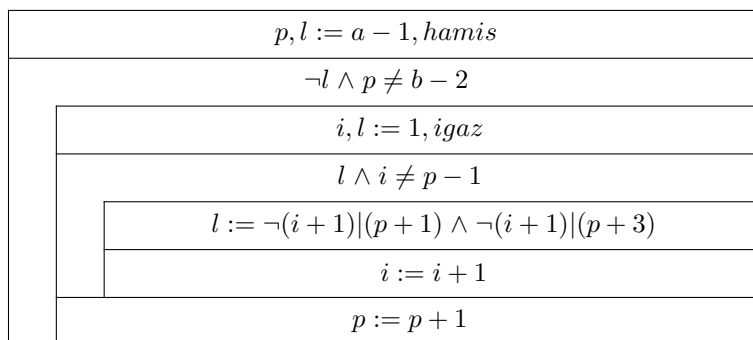 p, l := a − 1, hamis
¬l ∧ p ≠ b − 2
i, l := 1, igaz
l ∧ i ≠ p − 1
l := ¬(i + 1)|(p + 1) ∧ ¬(i + 1)|(p + 3)
i := i + 1
p := p + 1